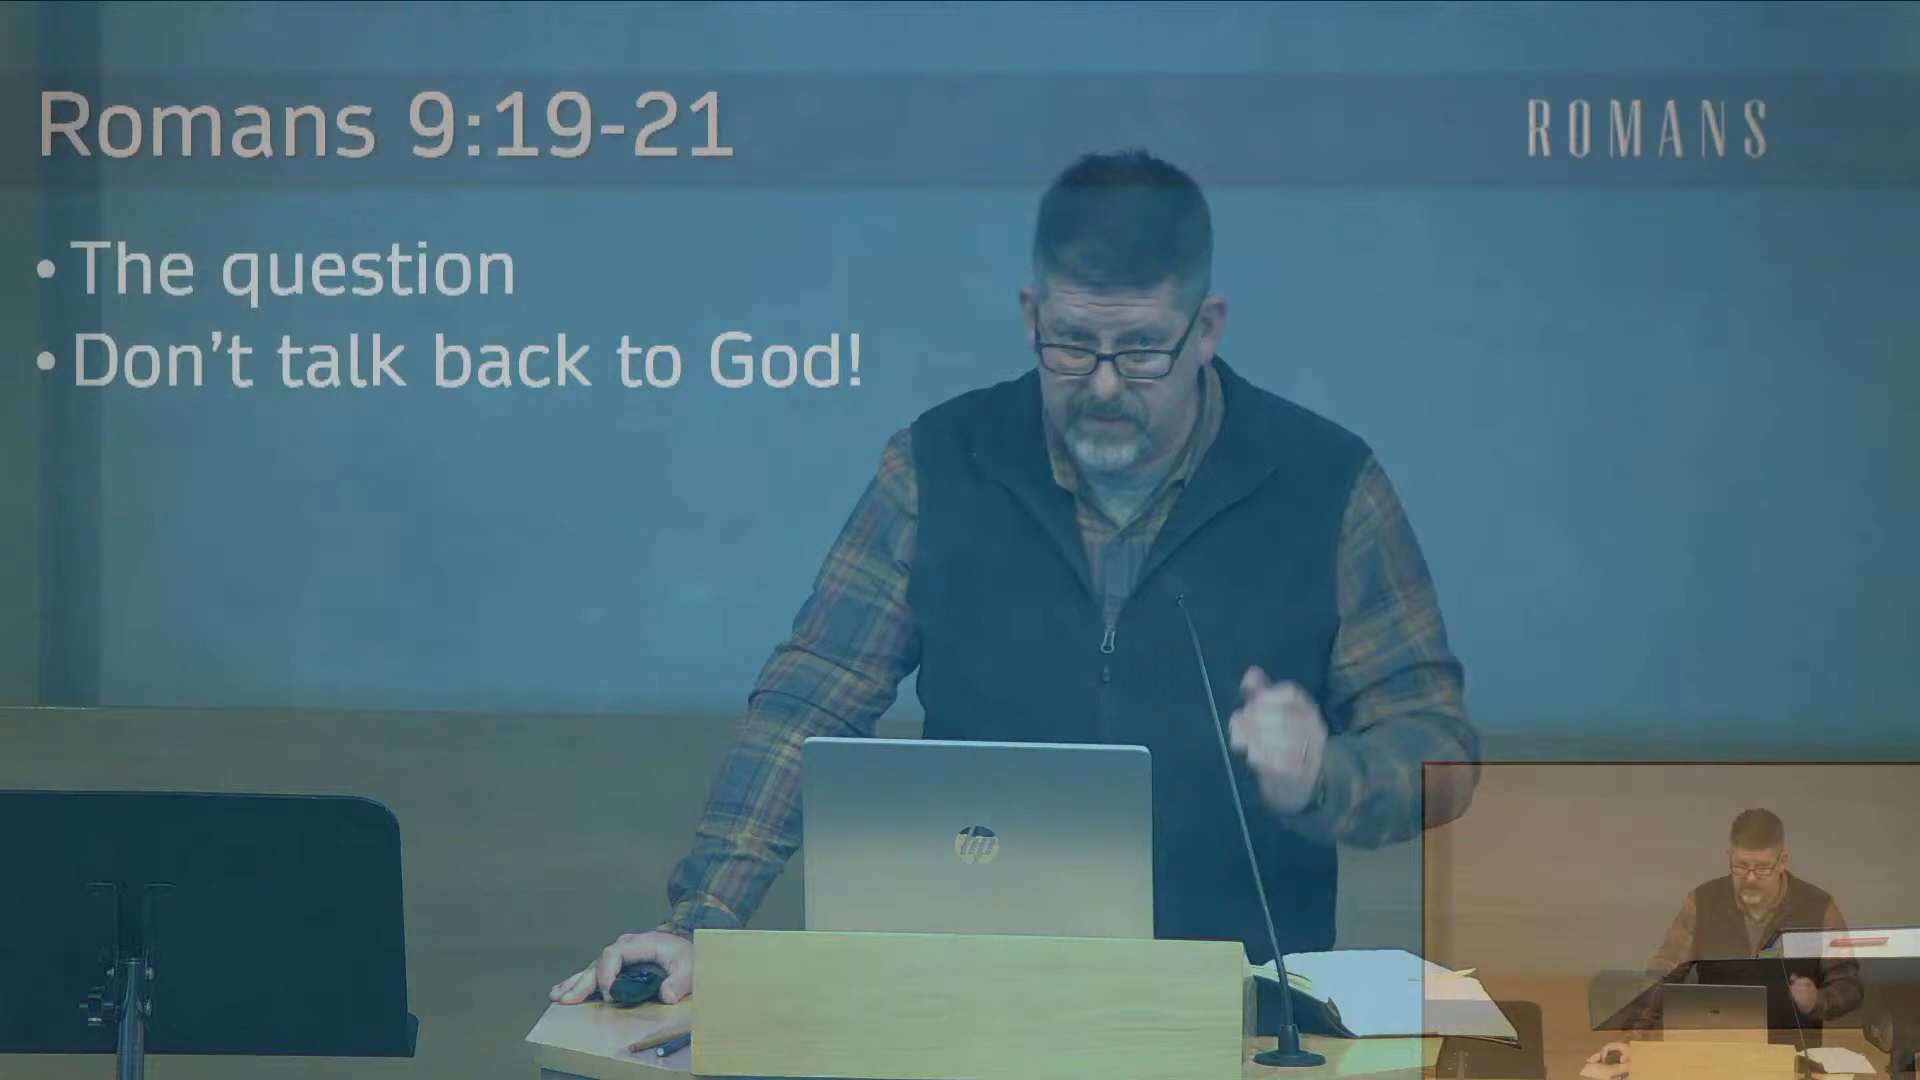 Romans 9:19-21
ROMANS
• The question
• Don't talk back to God!
hp